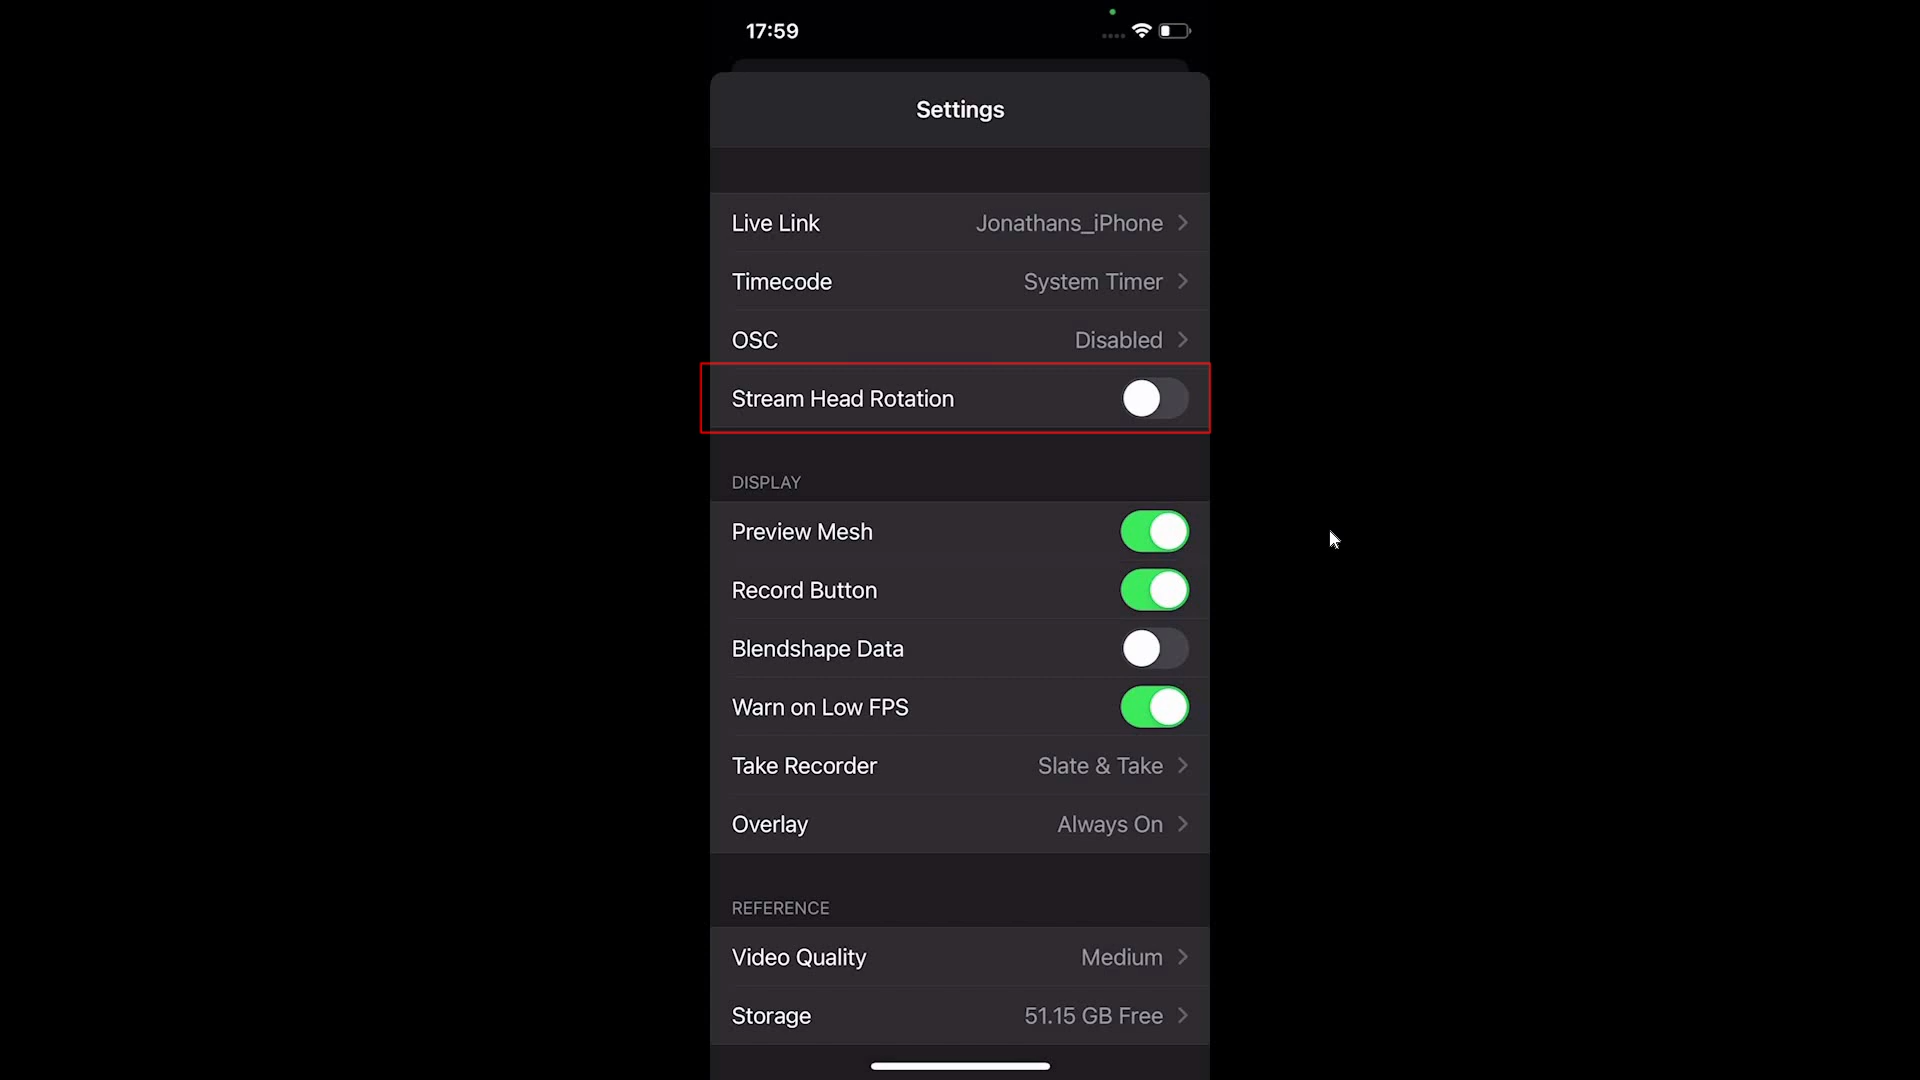 17:59
Settings
Live Link Jonathans_iPhone
Timecode System Timer
OSC Disabled
Stream Head Rotation
DISPLAY
Preview Mesh
Record Button
Blendshape Data
Warn on Low FPS
Take Recorder Slate & Take
Overlay Always On
REFERENCE
Video Quality Medium
Storage 51.15 GB Free